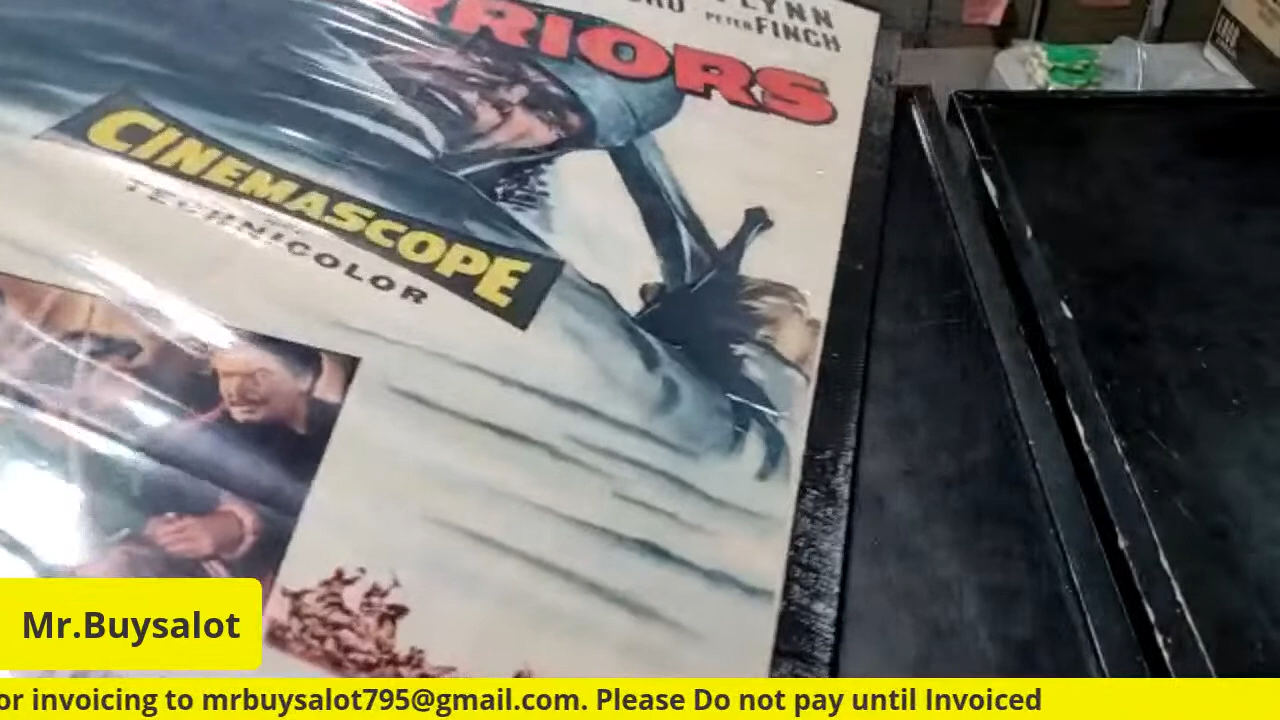 LYNN
PETER FINCH
RRIORS
CINEMASCOPE
TECHNICOLOR
Mr.Buysalot
or invoicing to mrbuysalot795@gmail.com. Please Do not pay until Invoiced